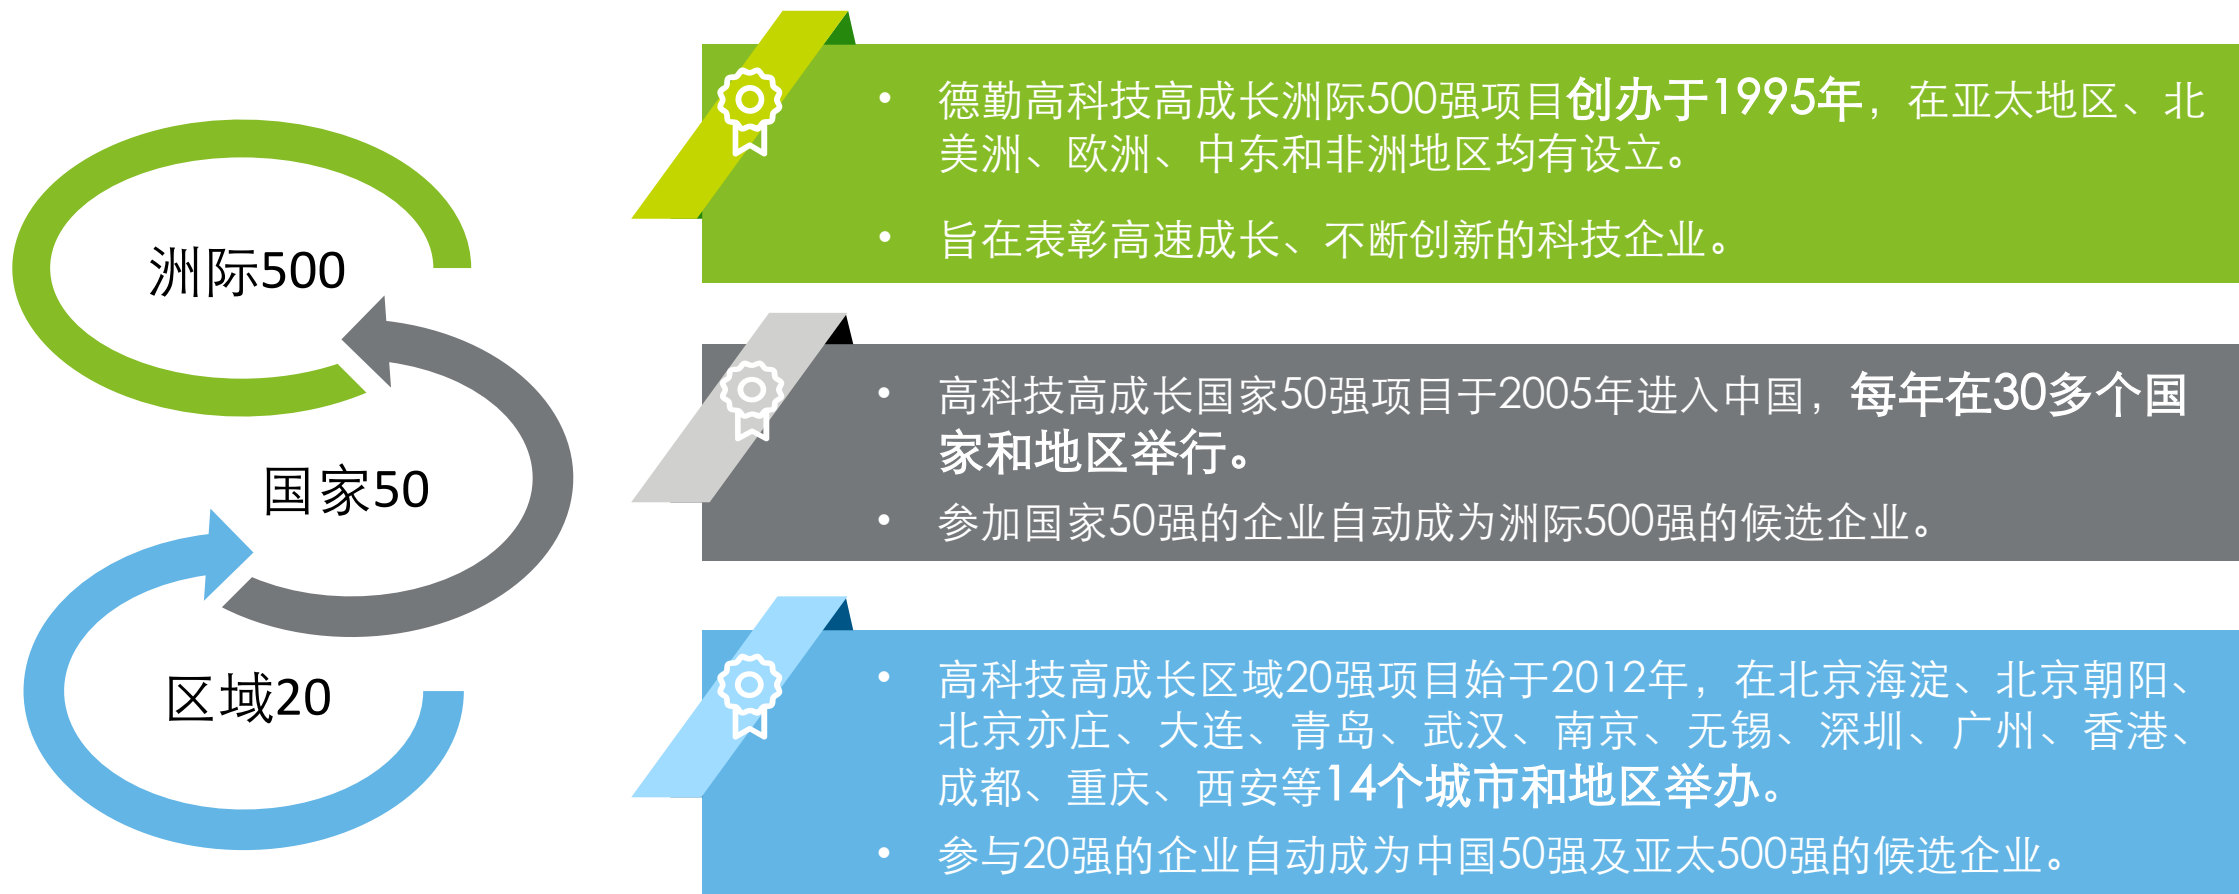 洲际500
国家50
区域20
• 德勤高科技高成长洲际500强项目创办于1995年，在亚太地区、北
美洲、欧洲、中东和非洲地区均有设立。
• 旨在表彰高速成长、不断创新的科技企业。
• 高科技高成长国家50强项目于2005年进入中国，每年在30多个国
家和地区举行。
• 参加国家50强的企业自动成为洲际500强的候选企业。
• 高科技高成长区域20强项目始于2012年，在北京海淀、北京朝阳、
北京亦庄、大连、青岛、武汉、南京、无锡、深圳、广州、香港、
成都、重庆、西安等14个城市和地区举办。
• 参与20强的企业自动成为中国50强及亚太500强的候选企业。